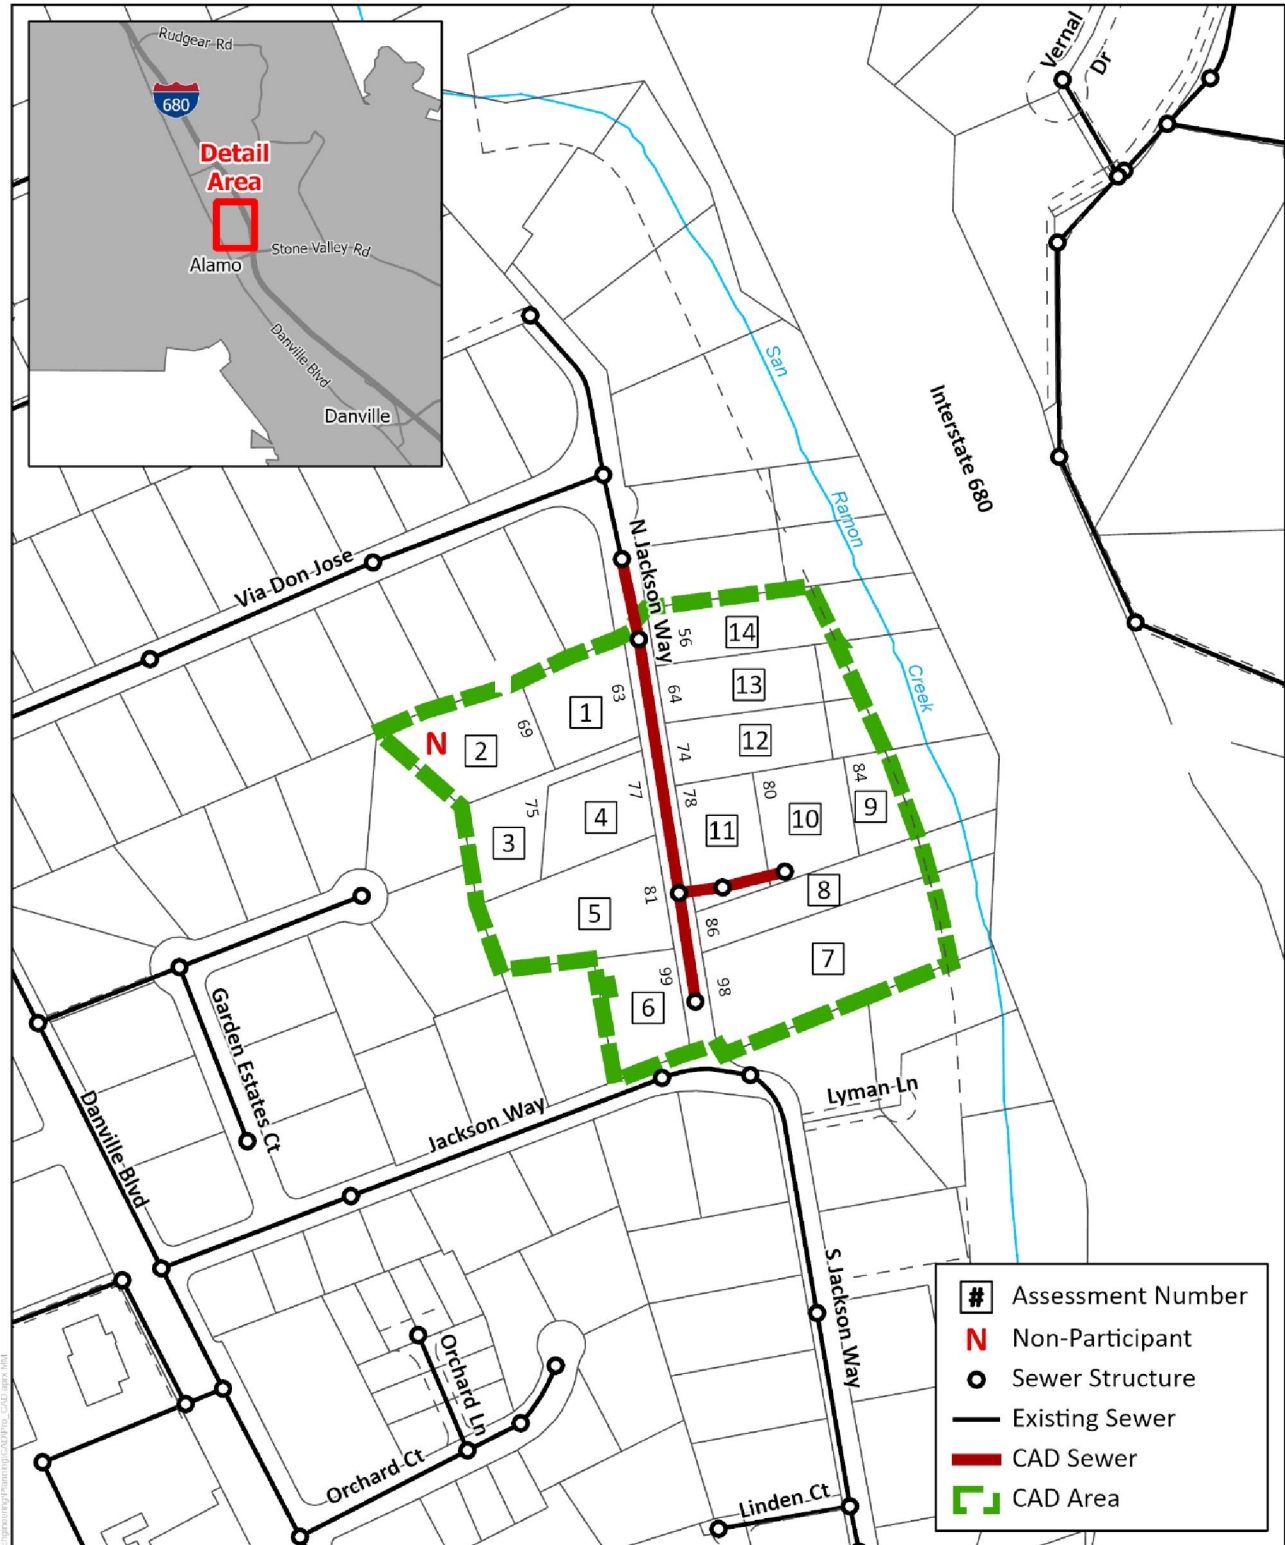 Rudgear Rd
680
Detail
Area
Stone Valley Rd
Alamo
Danville Blvd
Danville
Vernal
Dr
San
Ramon
Creek
Interstate 680
N Jackson Way
Via Don Jose
56
14
63
64
13
1
69
N
2
74
12
77
75
78
80
84
4
3
11
10
9
81
8
5
86
7
99
98
6
Garden Estates Ct
Lyman Ln
Danville Blvd
Jackson Way
S Jackson Way
Orchard Ln
Orchard Ct
Linden Ct
# Assessment Number
N Non-Participant
Sewer Structure
Existing Sewer
CAD Sewer
CAD Area